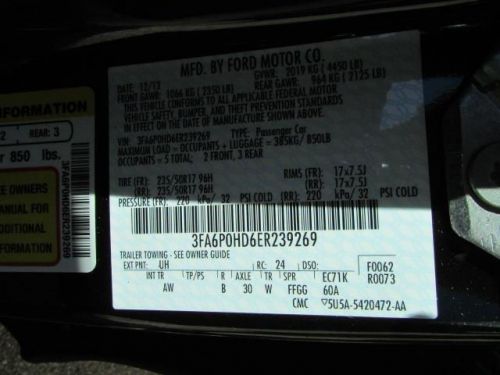 MFD. BY FORD MOTOR CO.
DATE: 12/13 GVWR: 2019 KG ( 4450 LB)
FRONT GAWR: 1066 KG ( 2350 LB) REAR GAWR: 964 KG ( 2125 LB)
THIS VEHICLE CONFORMS TO ALL APPLICABLE FEDERAL MOTOR
VEHICLE SAFETY, BUMPER, AND THEFT PREVENTION STANDARDS
IN EFFECT ON THE DATE OF MANUFACTURE SHOWN ABOVE.
VIN: 3FA6P0HD6ER239269 TYPE: Passenger Car
MAXIMUM LOAD = OCCUPANTS + LUGGAGE = 385KG/ 850LB
OCCUPANTS = 5 TOTAL: 2 FRONT, 3 REAR
TIRE (FR): 235/50R17 96H RIMS (FR): 17x7.5J
(RR): 235/50R17 96H (RR): 17x7.5J
PRESSURE (FR): 220 kPa/ 32 PSI COLD (RR): 220 kPa/ 32 PSI COLD
3FA6P0HD6ER239269
TRAILER TOWING - SEE OWNER GUIDE
EXT PNT: UH RC: 24 DSO: F0062
INT TR TP/PS R AXLE TR SPR EC71K R0073
AW B 30 W FFGG 60A
CMC 5U5A-5420472-AA
INFORMATION
2 REAR: 3
r 850 lbs.
SEE OWNERS
MANUAL FOR
ADDITIONAL
INFORMATION
3FA6P0HD6ER239269